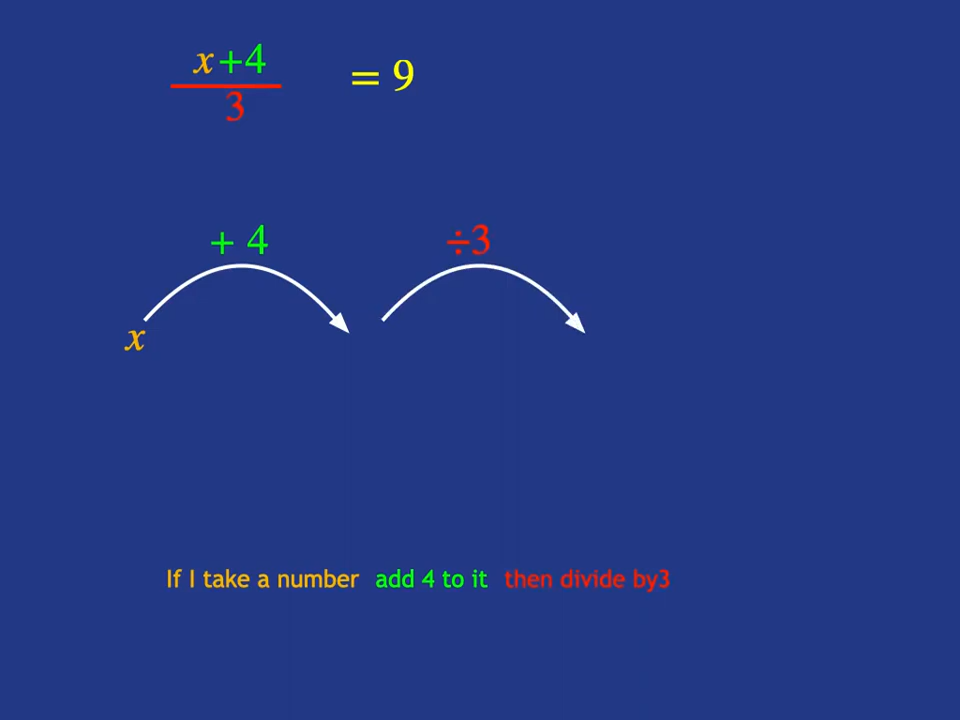 x+4
3
= 9
+ 4
÷3
x
If I take a number add 4 to it then divide by3